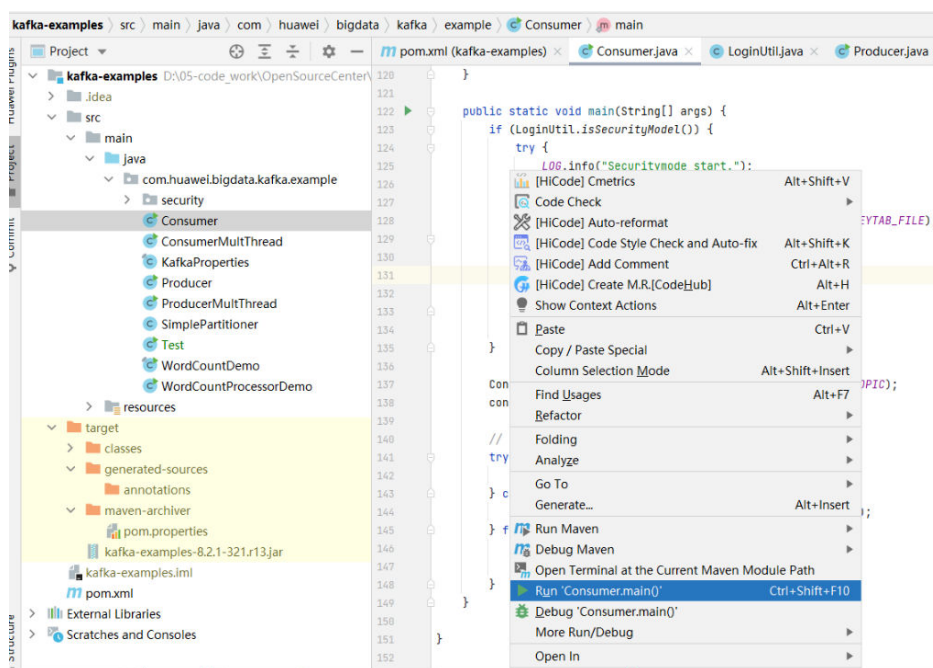 kafka-examples 〉 src 〉 main 〉 java 〉 com 〉 huawei 〉 bigdata 〉 kafka 〉 example 〉 Consumer 〉 main
Project
kafka-examples D:\05-code_work\OpenSourceCenter\
.idea
src
main
java
com.huawei.bigdata.kafka.example
security
Consumer
ConsumerMultThread
KafkaProperties
Producer
ProducerMultThread
SimplePartitioner
Test
WordCountDemo
WordCountProcessorDemo
resources
target
classes
generated-sources
annotations
maven-archiver
pom.properties
kafka-examples-8.2.1-321.r13.jar
kafka-examples.iml
pom.xml
External Libraries
Scratches and Consoles
Project
Commit
Structure
pom.xml (kafka-examples) Consumer.java LoginUtil.java Producer.java
120 }
121
122 public static void main(String[] args) {
123 if (LoginUtil.isSecurityModel()) {
124 try {
125 LOG.info("Securitymode start.");
126
127
128 EYTAB_FILE)
129
130
131
132
133
134
135 }
136
137 Con OPIC);
138 con
139
140 //
141 try
142
143 } c
144 );
145 } f
146
147
148 }
149 }
150
151 }
152
[HiCode] Cmetrics Alt+Shift+V
Code Check
[HiCode] Auto-reformat
[HiCode] Code Style Check and Auto-fix Alt+Shift+K
[HiCode] Add Comment Ctrl+Alt+R
[HiCode] Create M.R.[CodeHub] Alt+H
Show Context Actions Alt+Enter
Paste Ctrl+V
Copy / Paste Special
Column Selection Mode Alt+Shift+Insert
Find Usages Alt+F7
Refactor
Folding
Analyze
Go To
Generate... Alt+Insert
Run Maven
Debug Maven
Open Terminal at the Current Maven Module Path
Run 'Consumer.main()' Ctrl+Shift+F10
Debug 'Consumer.main()'
More Run/Debug
Open In